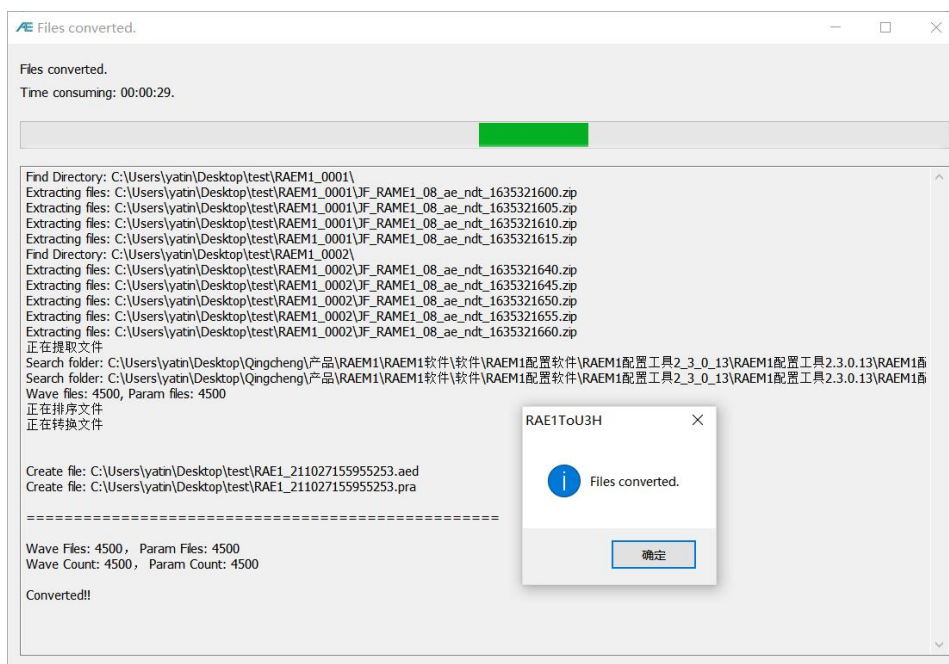 AE Files converted.
Files converted.
Time consuming: 00:00:29.
Find Directory: C:\Users\yatin\Desktop\test\RAEM1_0001\
Extracting files: C:\Users\yatin\Desktop\test\RAEM1_0001\JF_RAME1_08_ae_ndt_1635321600.zip
Extracting files: C:\Users\yatin\Desktop\test\RAEM1_0001\JF_RAME1_08_ae_ndt_1635321605.zip
Extracting files: C:\Users\yatin\Desktop\test\RAEM1_0001\JF_RAME1_08_ae_ndt_1635321610.zip
Extracting files: C:\Users\yatin\Desktop\test\RAEM1_0001\JF_RAME1_08_ae_ndt_1635321615.zip
Find Directory: C:\Users\yatin\Desktop\test\RAEM1_0002\
Extracting files: C:\Users\yatin\Desktop\test\RAEM1_0002\JF_RAME1_08_ae_ndt_1635321640.zip
Extracting files: C:\Users\yatin\Desktop\test\RAEM1_0002\JF_RAME1_08_ae_ndt_1635321645.zip
Extracting files: C:\Users\yatin\Desktop\test\RAEM1_0002\JF_RAME1_08_ae_ndt_1635321650.zip
Extracting files: C:\Users\yatin\Desktop\test\RAEM1_0002\JF_RAME1_08_ae_ndt_1635321655.zip
Extracting files: C:\Users\yatin\Desktop\test\RAEM1_0002\JF_RAME1_08_ae_ndt_1635321660.zip
正在提取文件
Search folder: C:\Users\yatin\Desktop\Qingcheng\产品\RAEM1\RAEM1软件\软件\RAEM1配置软件\RAEM1配置工具2_3_0_13\RAEM1配置工具2.3.0.13\RAEM1配
Search folder: C:\Users\yatin\Desktop\Qingcheng\产品\RAEM1\RAEM1软件\软件\RAEM1配置软件\RAEM1配置工具2_3_0_13\RAEM1配置工具2.3.0.13\RAEM1配
Wave files: 4500, Param files: 4500
正在排序文件
正在转换文件
Create file: C:\Users\yatin\Desktop\test\RAE1_211027155955253.aed
Create file: C:\Users\yatin\Desktop\test\RAE1_211027155955253.pra
==================================================
Wave Files: 4500， Param Files: 4500
Wave Count: 4500， Param Count: 4500
Converted!!
RAE1ToU3H
Files converted.
确定